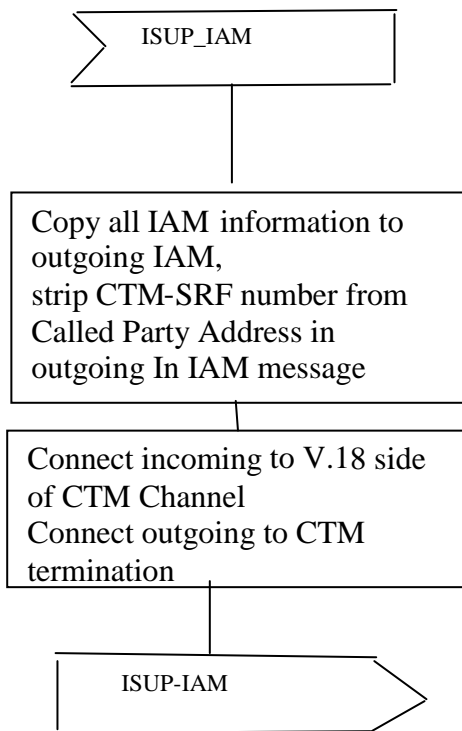 ISUP_IAM
Copy all IAM information to
outgoing IAM,
strip CTM-SRF number from
Called Party Address in
outgoing In IAM message
Connect incoming to V.18 side
of CTM Channel
Connect outgoing to CTM
termination
ISUP-IAM